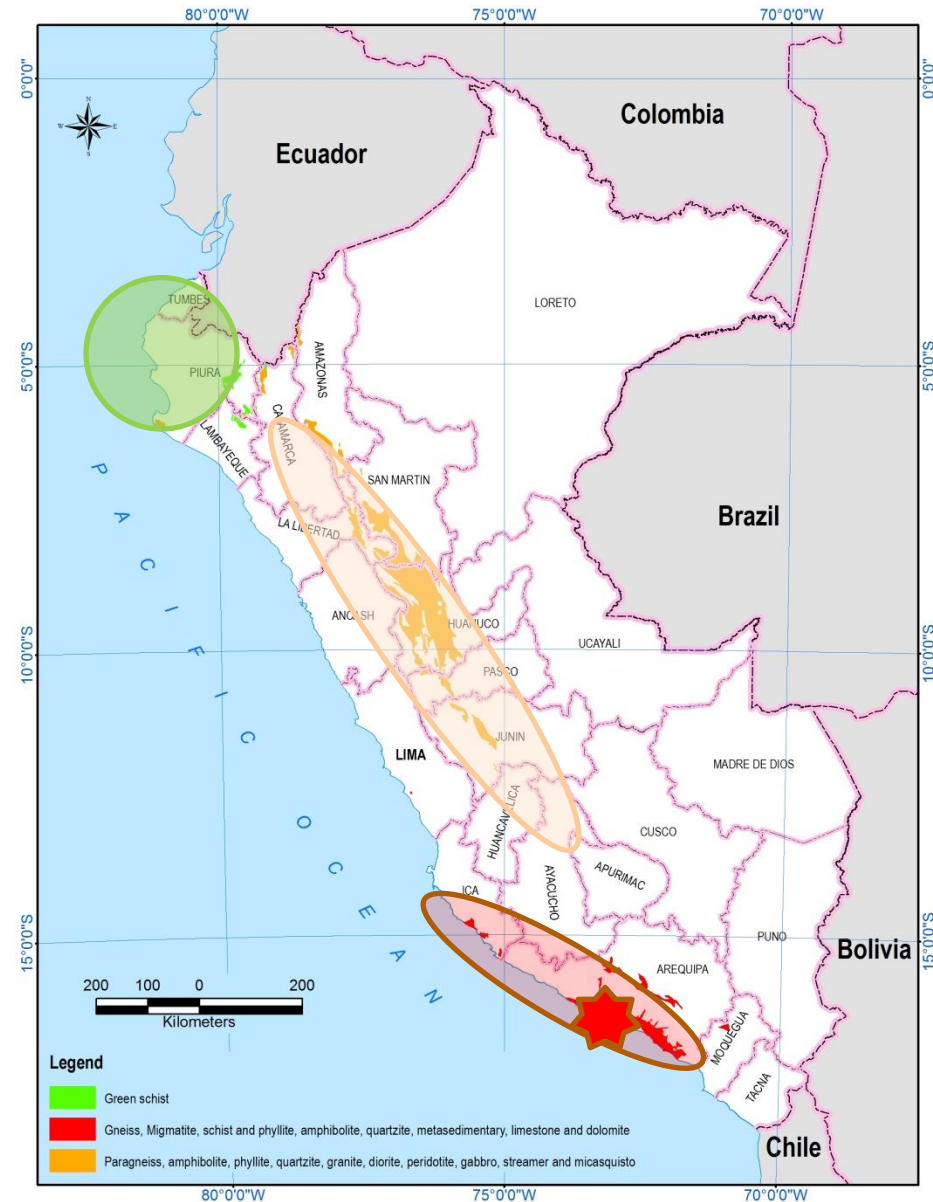 80°0'0"W 75°0'0"W 70°0'0"W
0°0'0" 0°0'0"
N
W E
S
Colombia
Ecuador
TUMBES
LORETO
5°0'0"S 5°0'0"S
PIURA
AMAZONAS
CAJAMARCA
LAMBAYEQUE
SAN MARTIN
Brazil
LA LIBERTAD
ANCASH
HUANUCO
UCAYALI
10°0'0"S 10°0'0"S
PASCO
JUNIN
LIMA
MADRE DE DIOS
HUANCAVELICA
CUSCO
AYACUCHO
APURIMAC
ICA
PUNO
PACIFIC OCEAN
15°0'0"S 15°0'0"S
AREQUIPA
Bolivia
MOQUEGUA
TACNA
Chile
200 100 0 200
Kilometers
Legend
Green schist
Gneiss, Migmatite, schist and phyllite, amphibolite, quartzite, metasedimentary, limestone and dolomite
Paragneiss, amphibolite, phyllite, quartzite, granite, diorite, peridotite, gabbro, streamer and micasquisto
80°0'0"W 75°0'0"W 70°0'0"W